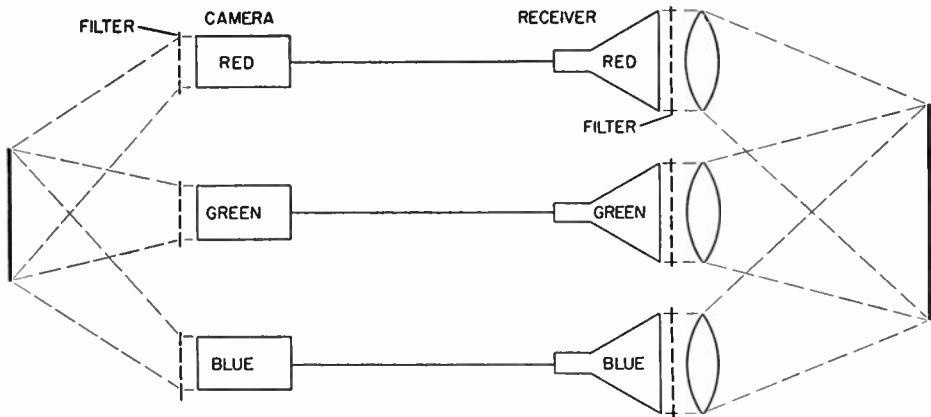 FILTER
CAMERA
RECEIVER
RED
RED
FILTER
GREEN
GREEN
BLUE
BLUE